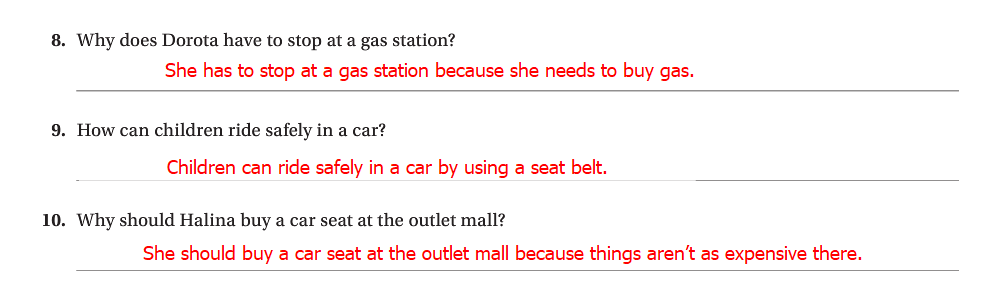 8. Why does Dorota have to stop at a gas station?
She has to stop at a gas station because she needs to buy gas.
9. How can children ride safely in a car?
Children can ride safely in a car by using a seat belt.
10. Why should Halina buy a car seat at the outlet mall?
She should buy a car seat at the outlet mall because things aren’t as expensive there.